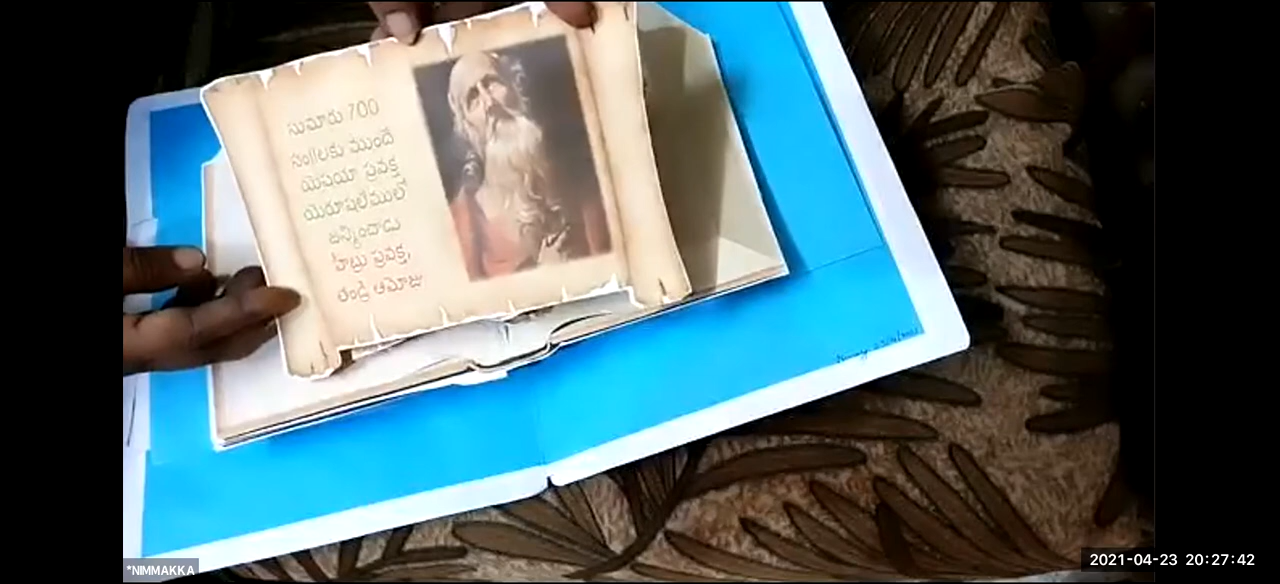 సుమారు 700
సం॥లకు ముందే
యెషయా ప్రవక్త
యెరూషలేములో
జన్మించాడు
హీబ్రు ప్రవక్త,
తండ్రి ఆమోజు
*NIMMAKKA
2021-04-23 20:27:42